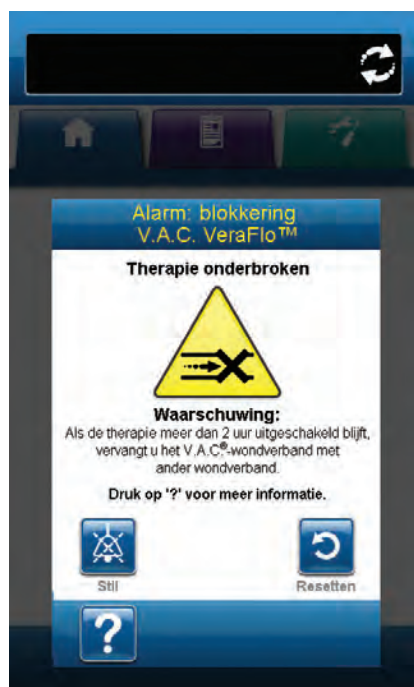 Alarm: blokkering
V.A.C. VeraFlo™
Therapie onderbroken
Waarschuwing:
Als de therapie meer dan 2 uur uitgeschakeld blijft,
vervangt u het V.A.C.®-wondverband met
ander wondverband.
Druk op '?' voor meer informatie.
Stil
Resetten
?